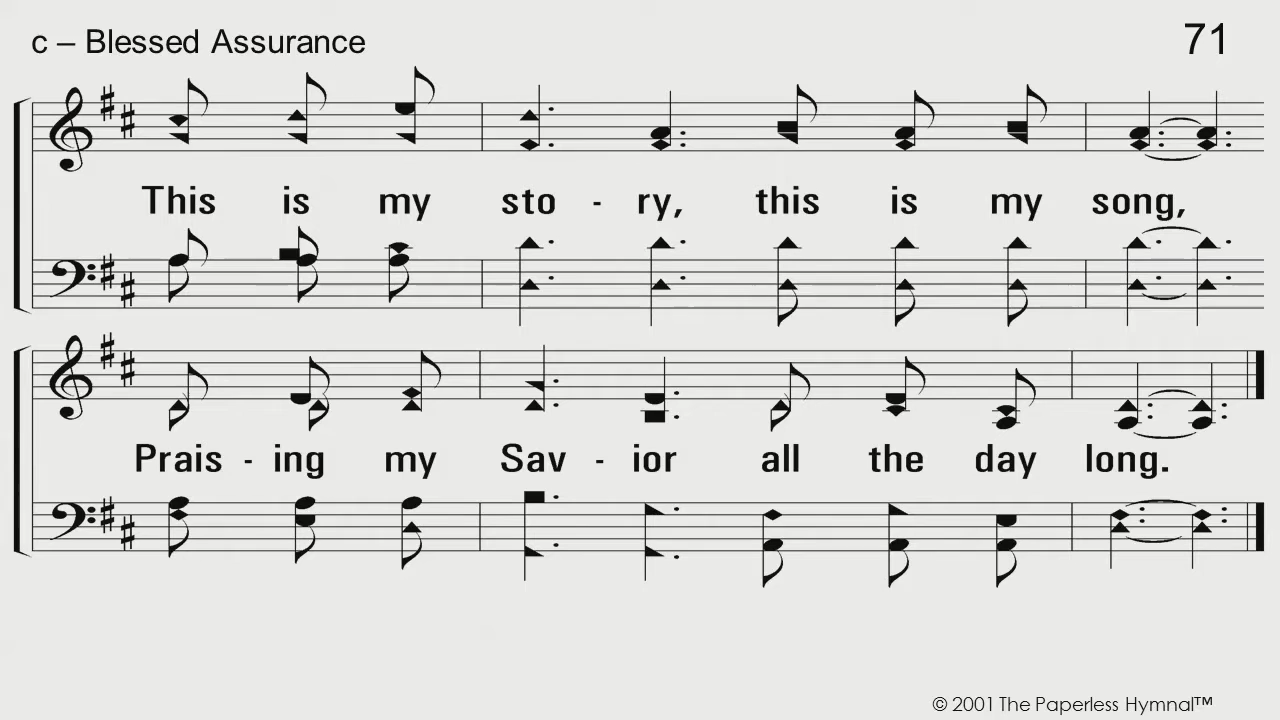 c – Blessed Assurance
71
This is my sto - ry, this is my song,
Prais - ing my Sav - ior all the day long.
© 2001 The Paperless Hymnal™